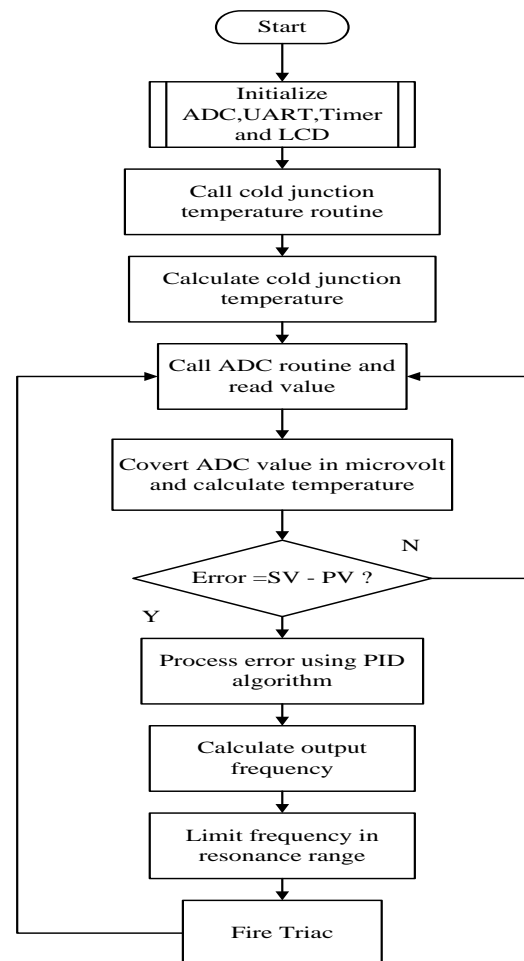 Start
Initialize
ADC,UART,Timer
and LCD
Call cold junction
temperature routine
Calculate cold junction
temperature
Call ADC routine and
read value
Covert ADC value in microvolt
and calculate temperature
N
Error =SV - PV ?
Y
Process error using PID
algorithm
Calculate output
frequency
Limit frequency in
resonance range
Fire Triac